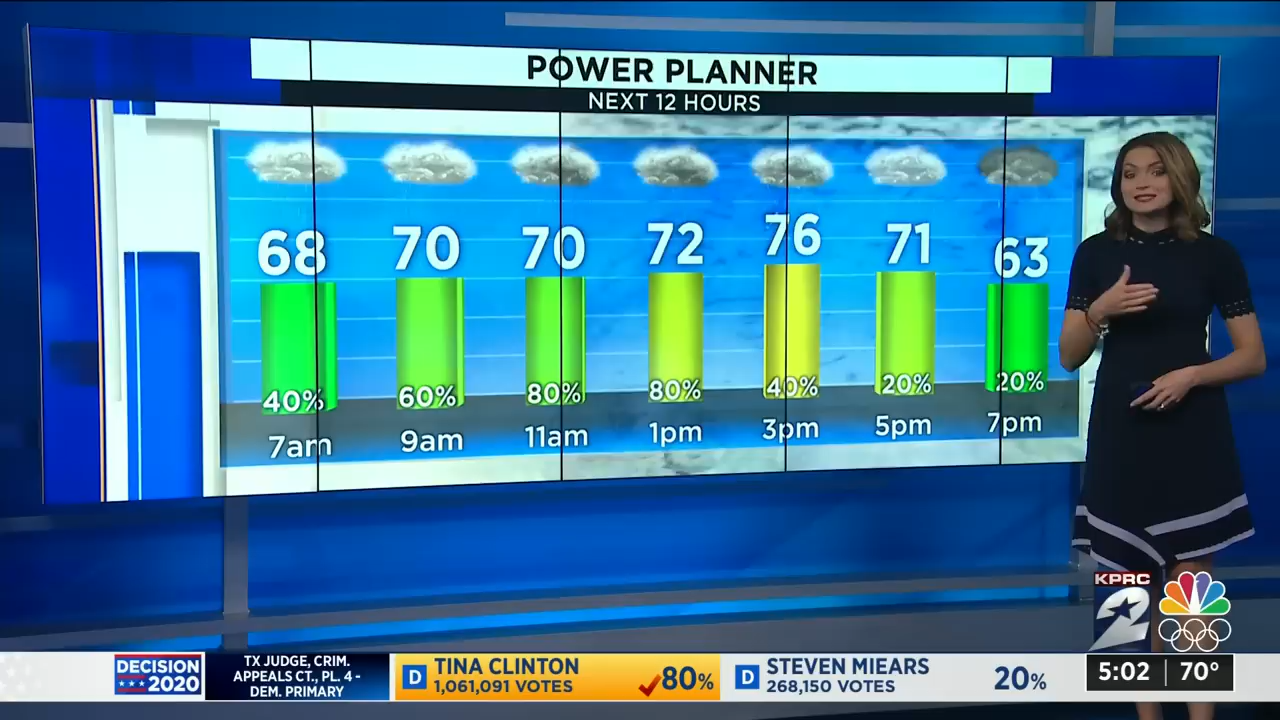 POWER PLANNER
NEXT 12 HOURS
68 70 70 72 76 71 63
40% 60% 80% 80% 40% 20% 20%
7am 9am 11am 1pm 3pm 5pm 7pm
KPRC
2
DECISION
2020
TX JUDGE, CRIM.
APPEALS CT., PL. 4 -
DEM. PRIMARY
D TINA CLINTON
1,061,091 VOTES
80%
D STEVEN MIEARS
268,150 VOTES
20%
5:02 70°